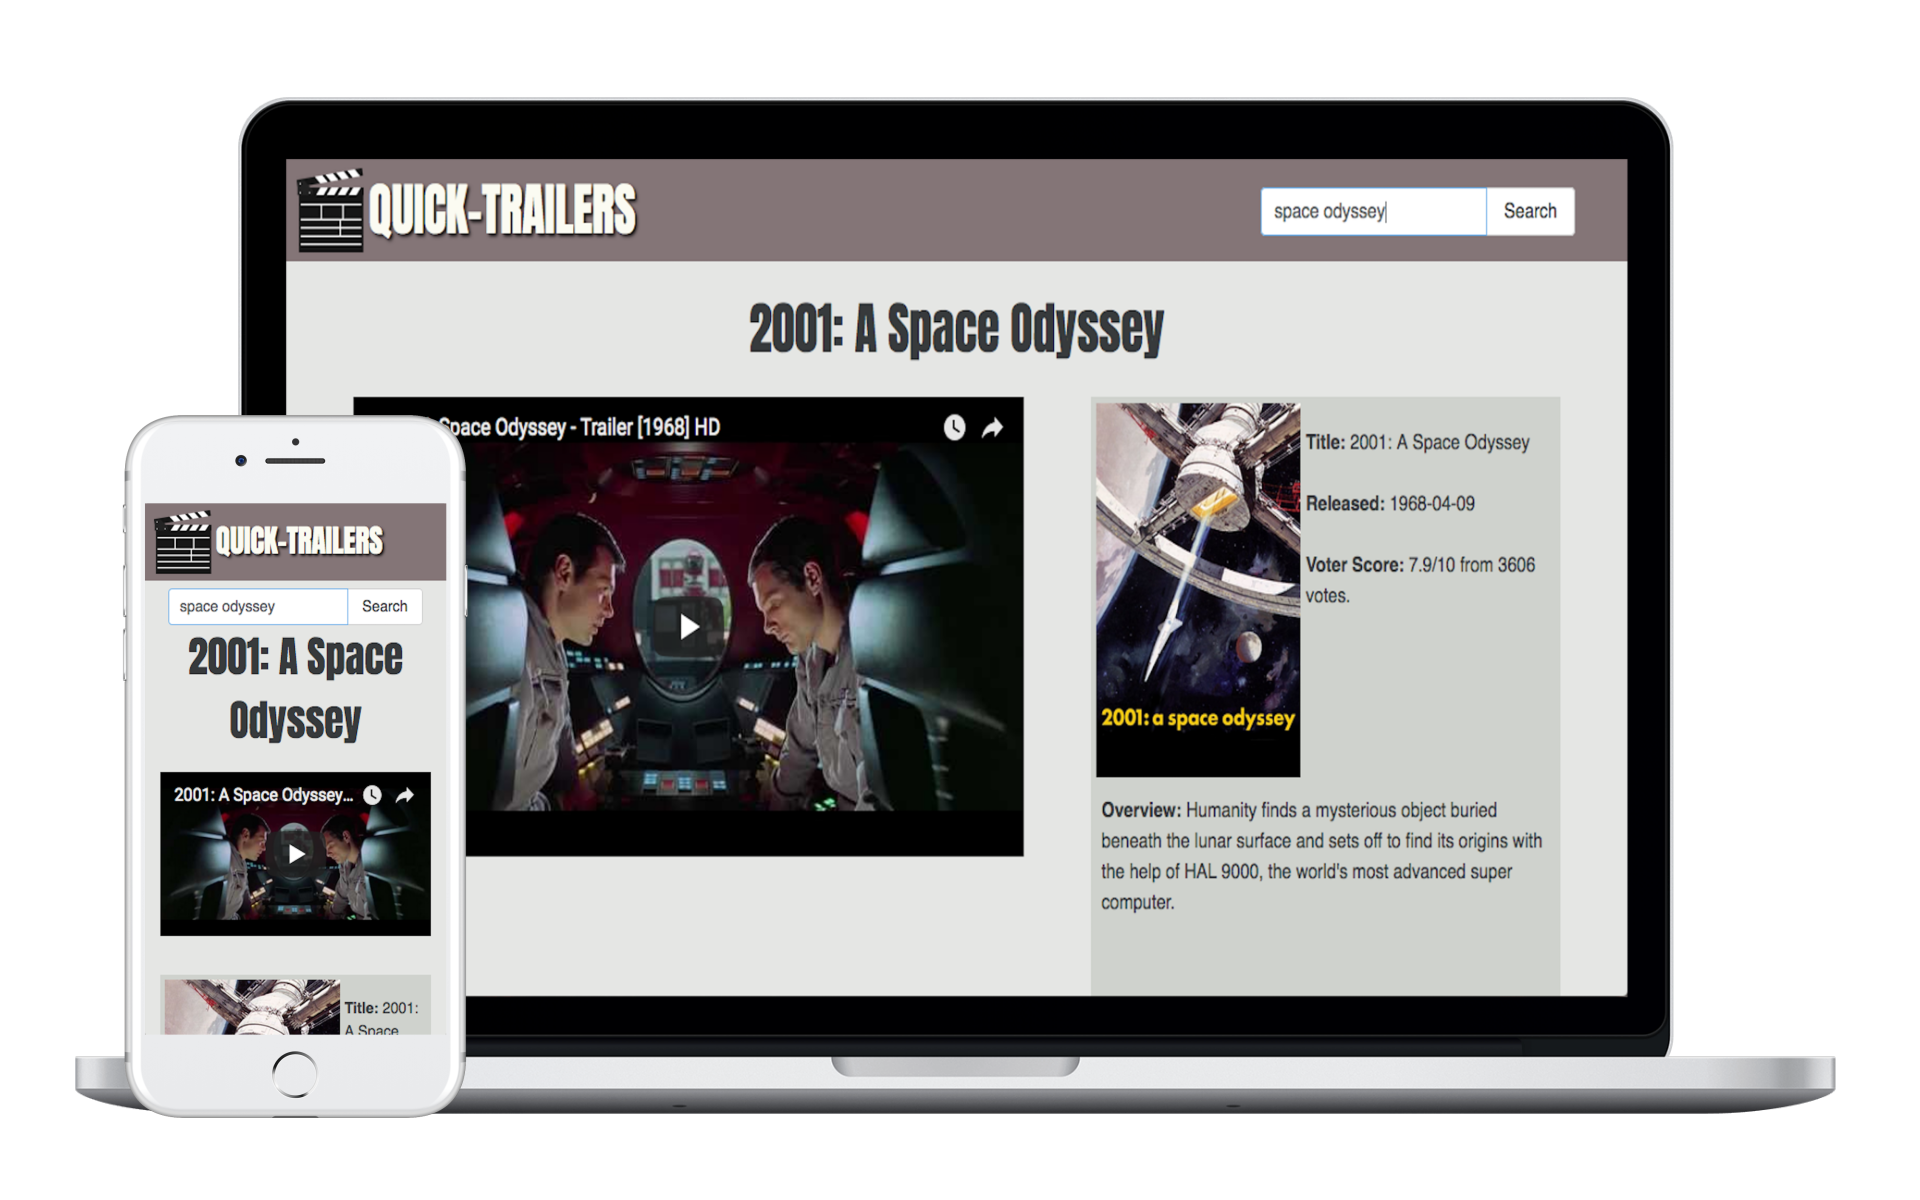 QUICK-TRAILERS
space odyssey
Search
2001: A Space Odyssey
Space Odyssey - Trailer [1968] HD
2001: a space odyssey
Title: 2001: A Space Odyssey
Released: 1968-04-09
Voter Score: 7.9/10 from 3606
votes.
Overview: Humanity finds a mysterious object buried
beneath the lunar surface and sets off to find its origins with
the help of HAL 9000, the world's most advanced super
computer.
QUICK-TRAILERS
space odyssey
Search
2001: A Space
Odyssey
2001: A Space Odyssey...
Title: 2001:
A Space